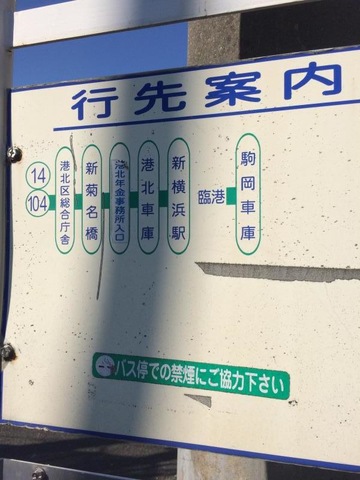 行先案内
14
104
港北区総合庁舎
新菊名橋
港北年金事務所入口
港北車庫
新横浜駅
臨港
駒岡車庫
バス停での禁煙にご協力下さい